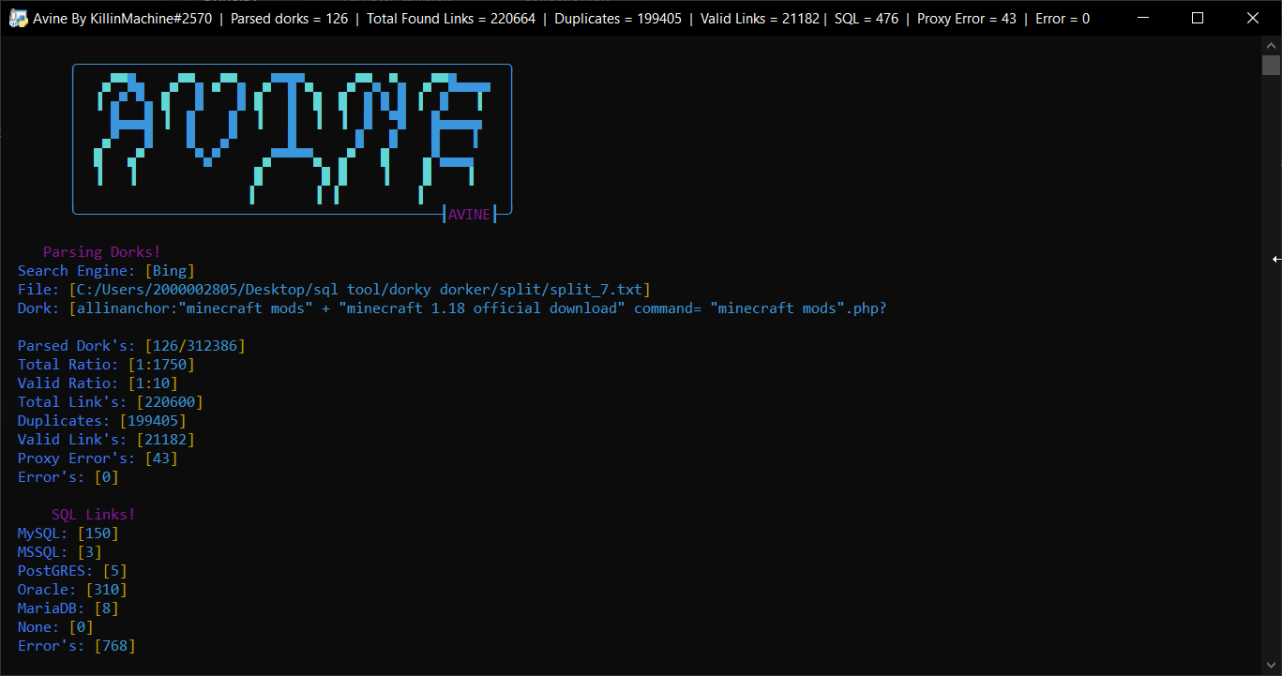 Avine By KillinMachine#2570 | Parsed dorks = 126 | Total Found Links = 220664 | Duplicates = 199405 | Valid Links = 21182 | SQL = 476 | Proxy Error = 43 | Error = 0
AVINE
AVINE
Parsing Dorks!
Search Engine: [Bing]
File: [C:/Users/2000002805/Desktop/sql tool/dorky dorker/split/split_7.txt]
Dork: [allinanchor:"minecraft mods" + "minecraft 1.18 official download" command= "minecraft mods".php?
Parsed Dork's: [126/312386]
Total Ratio: [1:1750]
Valid Ratio: [1:10]
Total Link's: [220600]
Duplicates: [199405]
Valid Link's: [21182]
Proxy Error's: [43]
Error's: [0]
SQL Links!
MySQL: [150]
MSSQL: [3]
PostGRES: [5]
Oracle: [310]
MariaDB: [8]
None: [0]
Error's: [768]